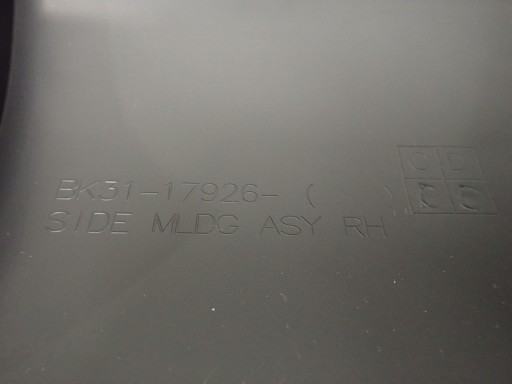 BK31-17926- ( )
SIDE MLDG ASY RH
C D
C C